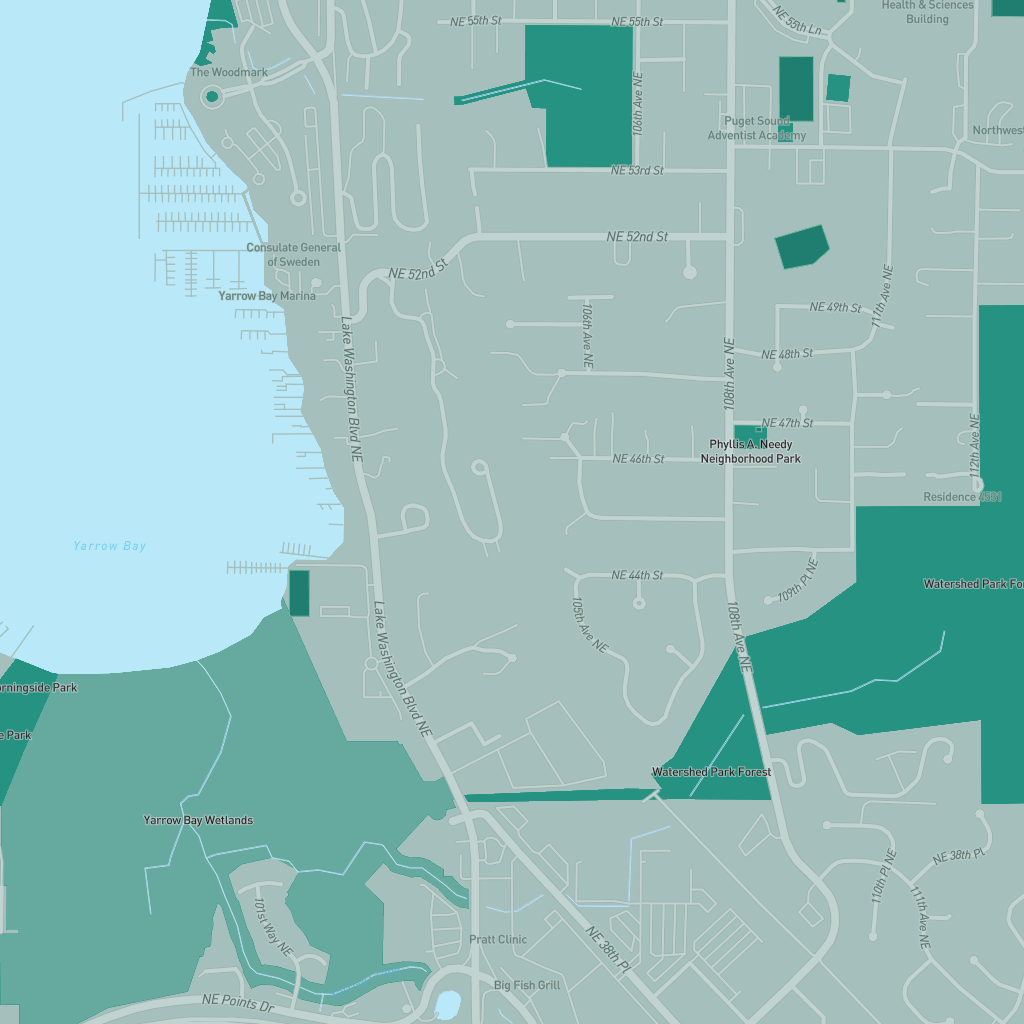 Health & Sciences
Building
NE 55th St
NE 55th St
NE 55th Ln
The Woodmark
106th Ave NE
Puget Sound
Adventist Academy
Northwest
NE 53rd St
NE 52nd St
Consulate General
of Sweden
NE 52nd St
Yarrow Bay Marina
111th Ave NE
NE 49th St
106th Ave NE
Lake Washington Blvd NE
NE 48th St
108th Ave NE
NE 47th St
Phyllis A. Needy
Neighborhood Park
112th Ave NE
NE 46th St
Residence 4531
Yarrow Bay
NE 44th St
109th Pl NE
Watershed Park For
105th Ave NE
108th Ave NE
Lake Washington Blvd NE
orningside Park
e Park
Watershed Park Forest
Yarrow Bay Wetlands
NE 38th Pl
110th Pl NE
111th Ave NE
101st Way NE
Pratt Clinic
NE 38th Pl
Big Fish Grill
NE Points Dr